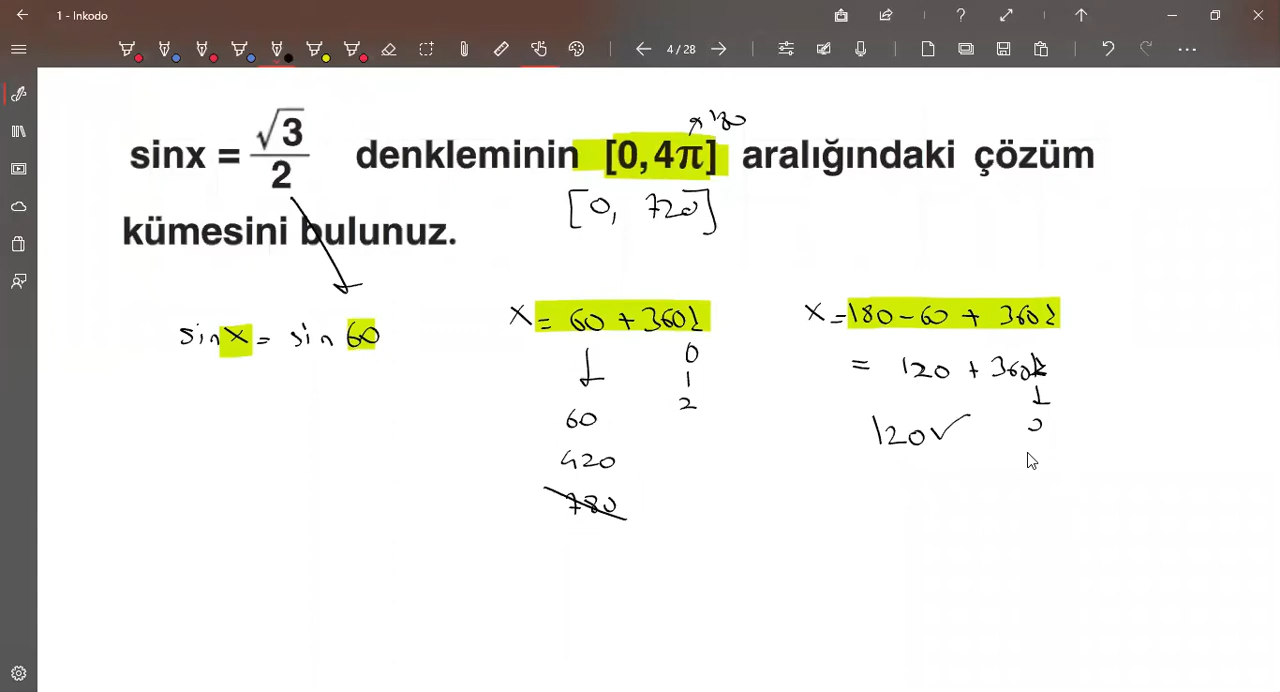 1 - Inkodo
4 / 28
180
sinx = √3/2 denkleminin [0, 4π] aralığındaki çözüm
[0, 720]
kümesini bulunuz.
sin x = sin 60
x = 60 + 360k
0
1
2
60
420
780
x = 180 - 60 + 360k
= 120 + 360k
120 ✓
0